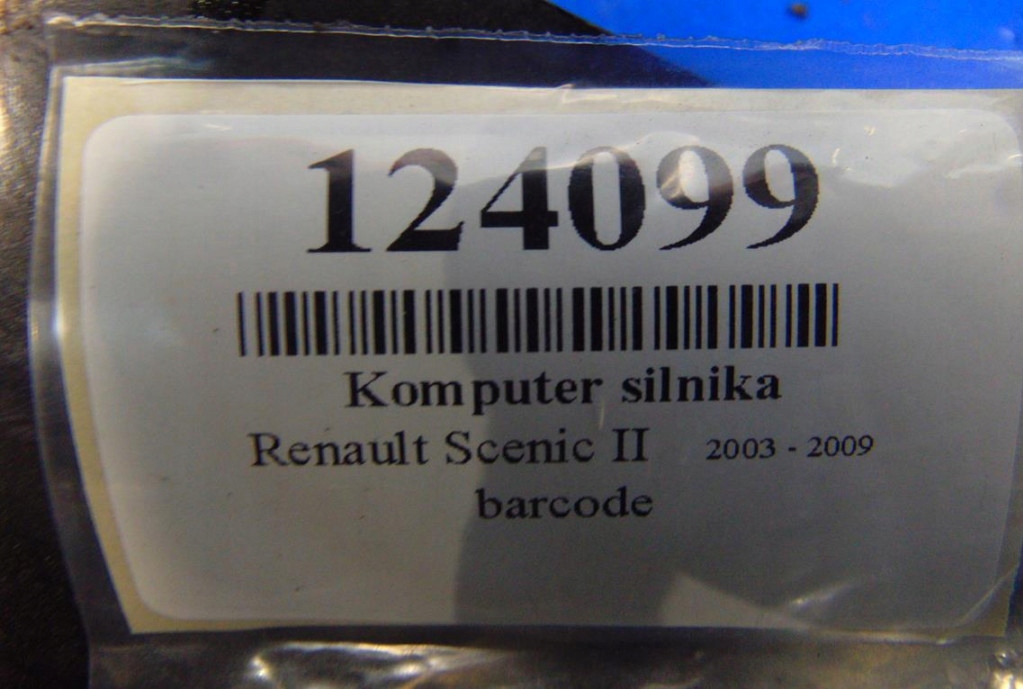 124099
Komputer silnika
Renault Scenic II 2003 - 2009
barcode